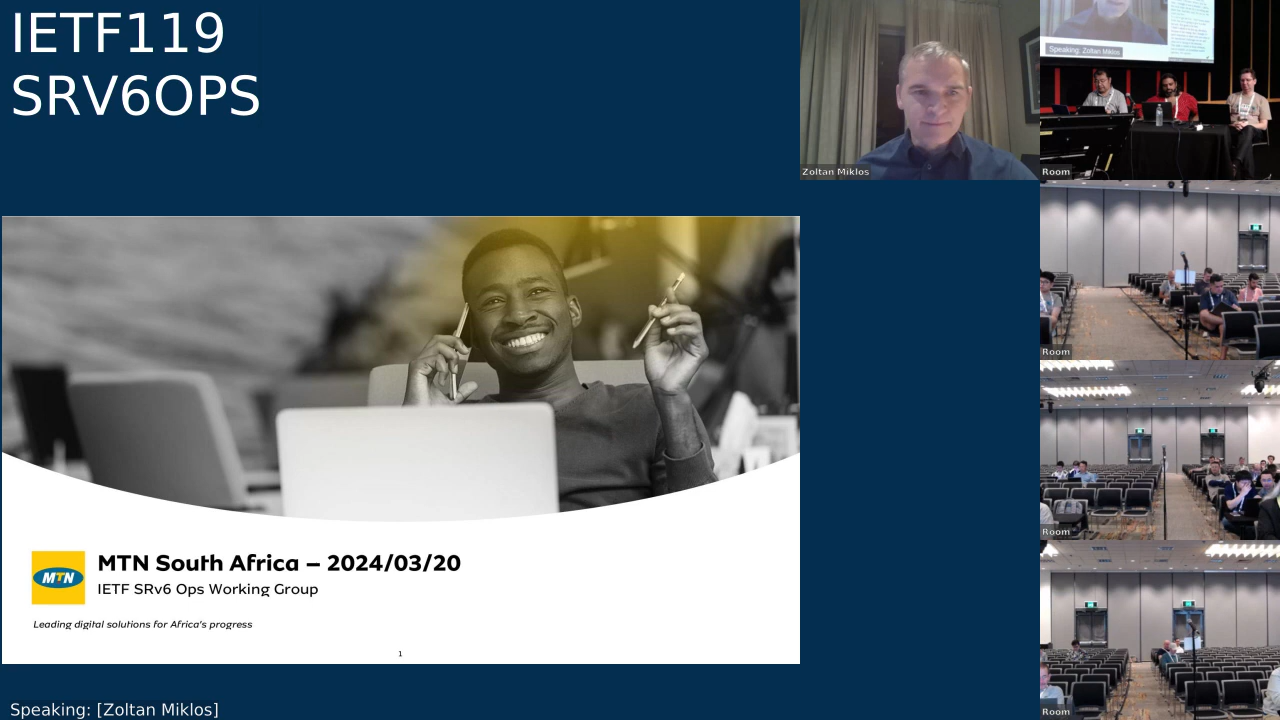 IETF119
SRV6OPS
Zoltan Miklos
Speaking: Zoltan Miklos
Room
Room
Room
Room
MTN
MTN South Africa – 2024/03/20
IETF SRv6 Ops Working Group
Leading digital solutions for Africa's progress
1
Speaking: [Zoltan Miklos]